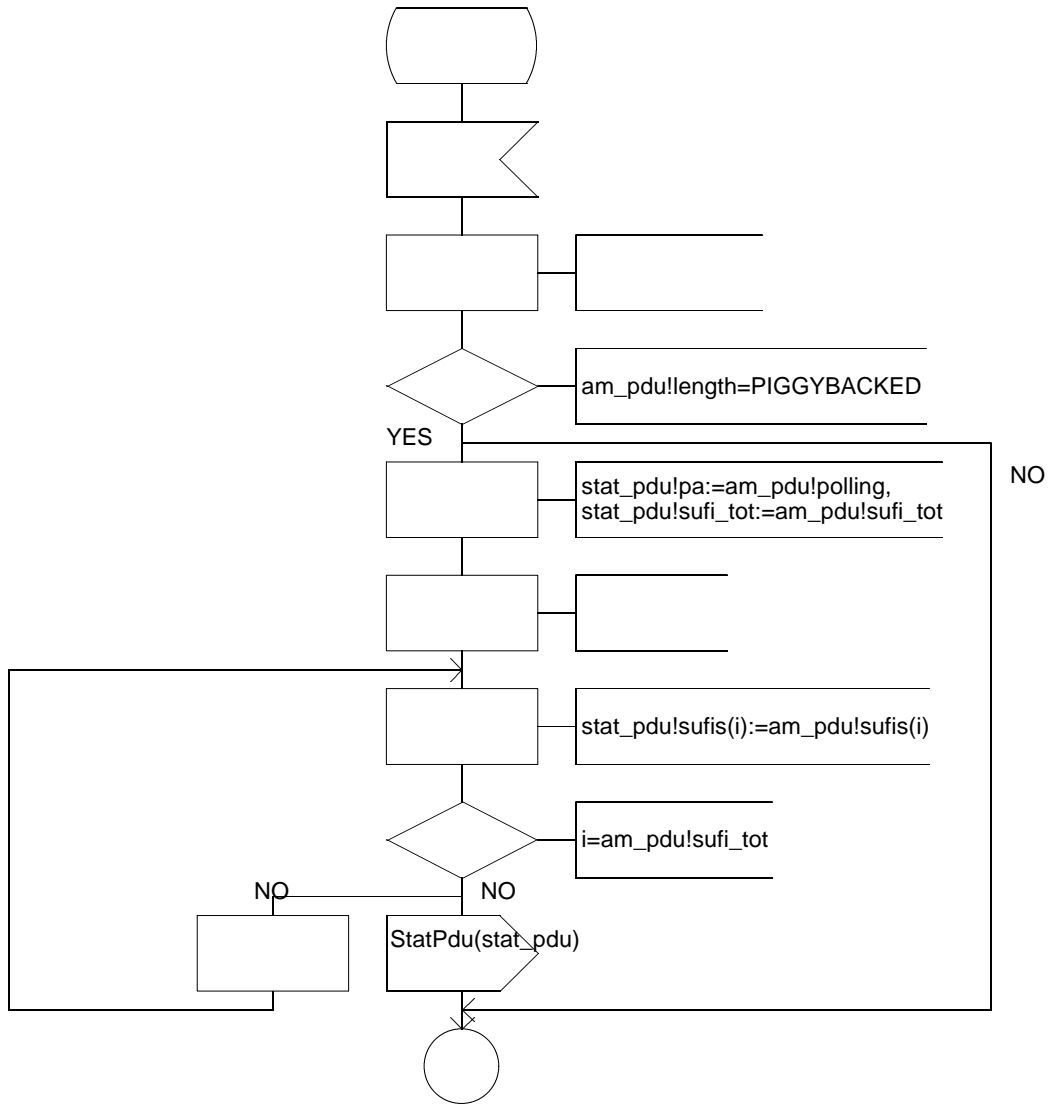 am_pdu!length=PIGGYBACKED
YES
NO
stat_pdu!pa:=am_pdu!polling,
stat_pdu!sufi_tot:=am_pdu!sufi_tot
stat_pdu!sufis(i):=am_pdu!sufis(i)
i=am_pdu!sufi_tot
NO
NO
StatPdu(stat_pdu)